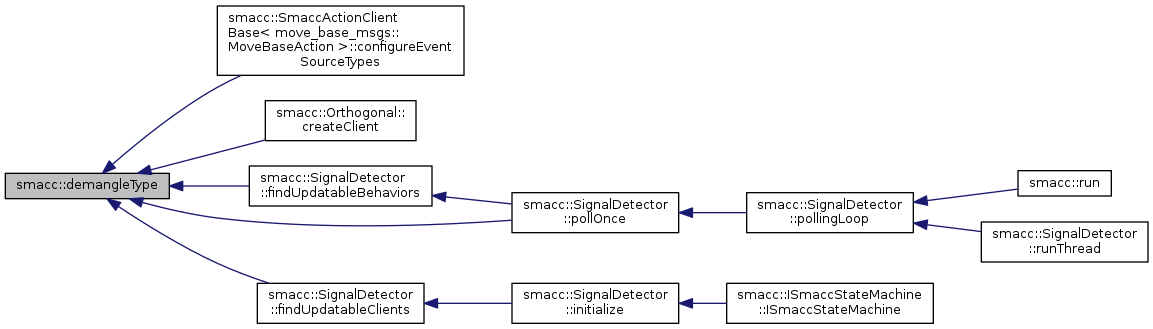 smacc::SmaccActionClient
Base< move_base_msgs::
MoveBaseAction >::configureEvent
SourceTypes
smacc::Orthogonal::
createClient
smacc::demangleType
smacc::SignalDetector
::findUpdatableBehaviors
smacc::SignalDetector
::pollOnce
smacc::SignalDetector
::pollingLoop
smacc::run
smacc::SignalDetector
::runThread
smacc::SignalDetector
::findUpdatableClients
smacc::SignalDetector
::initialize
smacc::ISmaccStateMachine
::ISmaccStateMachine